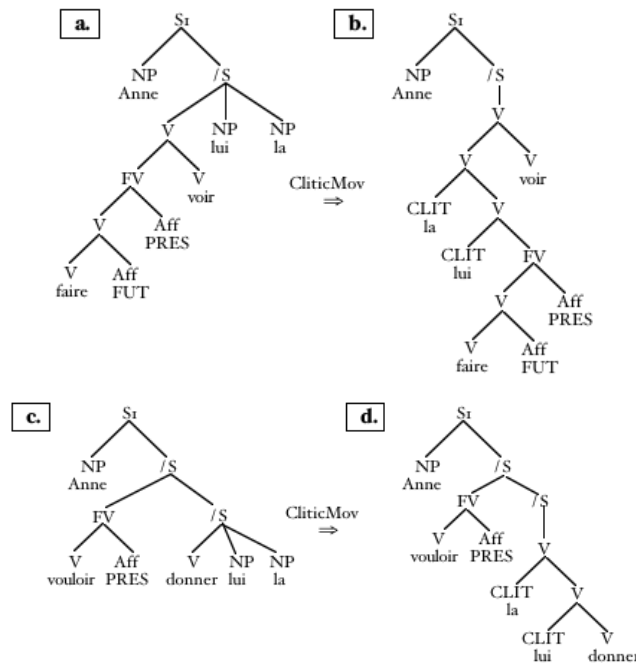 a. S1 b. S1
NP /S NP /S
Anne Anne
V NP NP V
lui la
FV V CliticMov V V
voir ⇒ voir
V Aff CLIT V
PRES la
V Aff CLIT FV
faire FUT lui
V Aff
PRES
V Aff
faire FUT
c. S1 d. S1
NP /S NP /S
Anne Anne
FV /S CliticMov FV /S
⇒
V Aff V NP NP V Aff V
vouloir PRES donner lui la vouloir PRES
CLIT V
la
CLIT V
lui donner